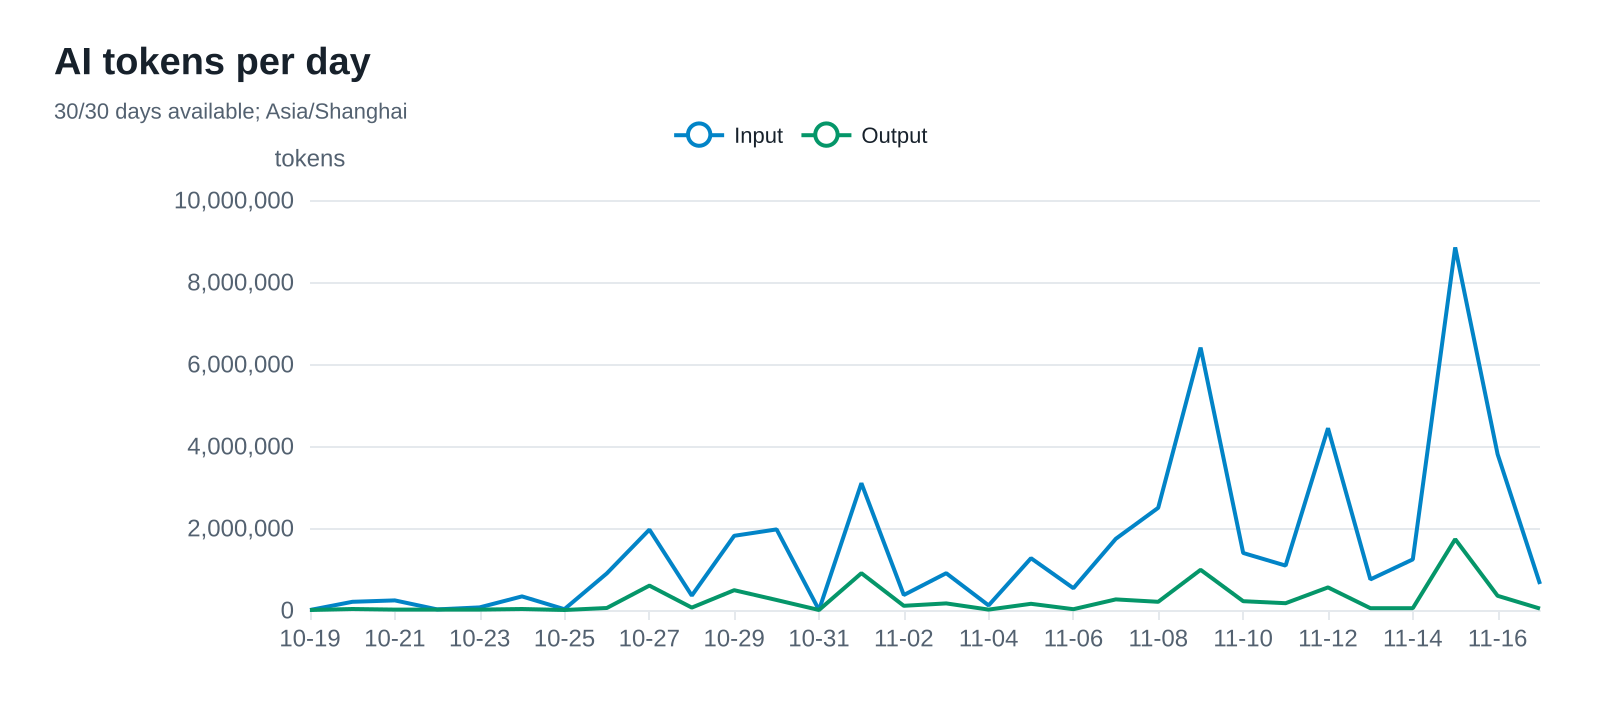 AI tokens per day
30/30 days available; Asia/Shanghai
Input Output
tokens
10,000,000
8,000,000
6,000,000
4,000,000
2,000,000
0
10-19 10-21 10-23 10-25 10-27 10-29 10-31 11-02 11-04 11-06 11-08 11-10 11-12 11-14 11-16